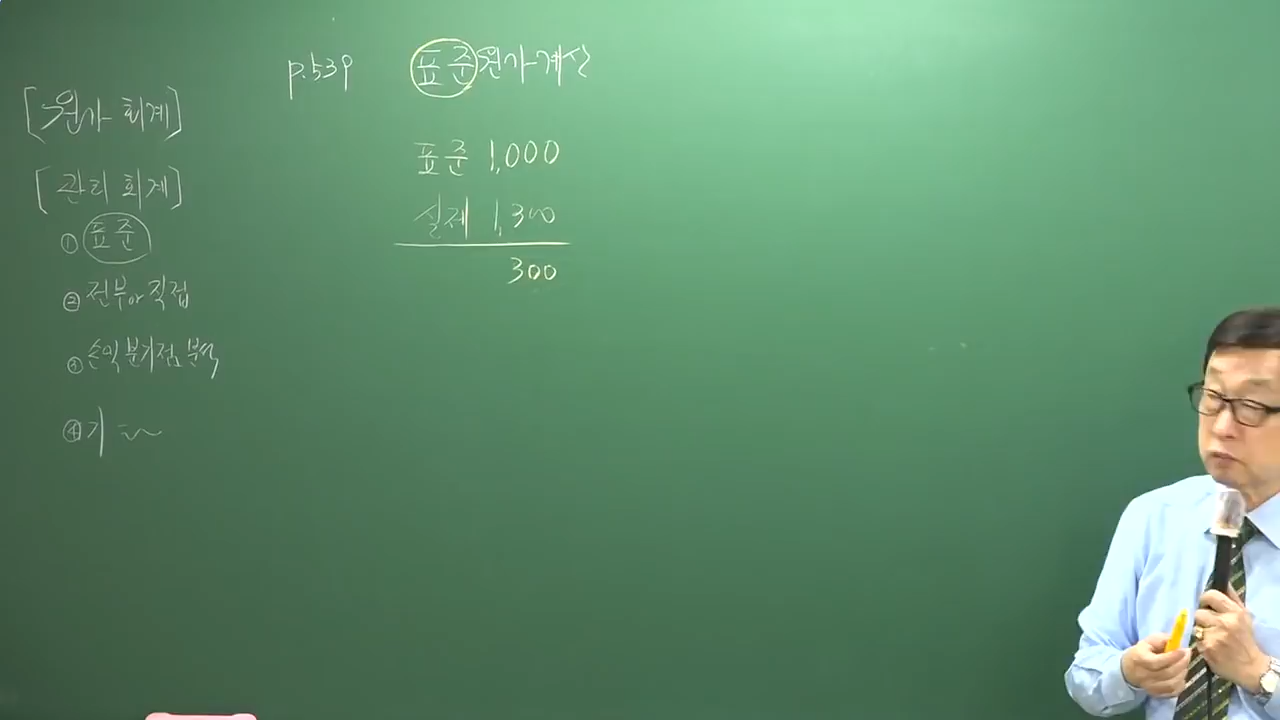 [원가 회계]
[관리 회계]
① 표준
② 전부와 직접
③ 손익분기점 분석
④ 기
p.539 표준원가계산
표준 1,000
실제 1,300
300